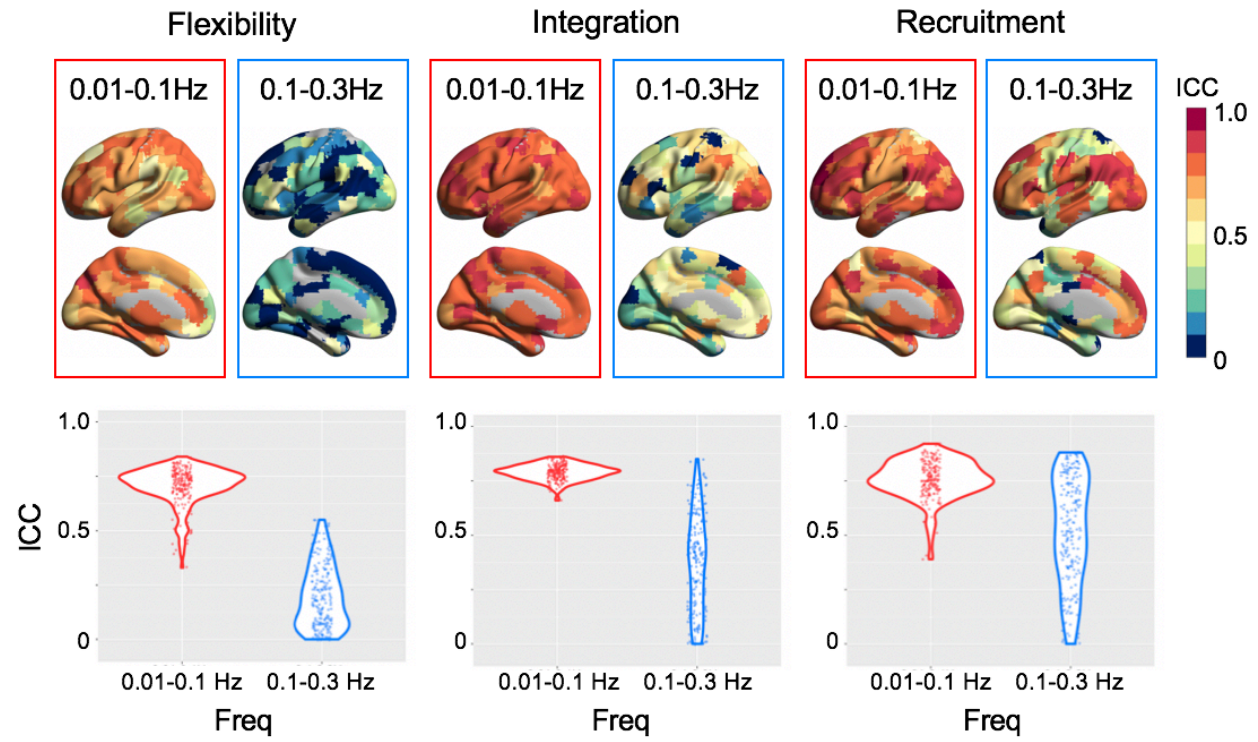 Flexibility Integration Recruitment
0.01-0.1Hz 0.1-0.3Hz 0.01-0.1Hz 0.1-0.3Hz 0.01-0.1Hz 0.1-0.3Hz
ICC
1.0
0.5
0
1.0 1.0 1.0
ICC
0.5 0.5 0.5
0 0 0
0.01-0.1 Hz 0.1-0.3 Hz 0.01-0.1 Hz 0.1-0.3 Hz 0.01-0.1 Hz 0.1-0.3 Hz
Freq Freq Freq